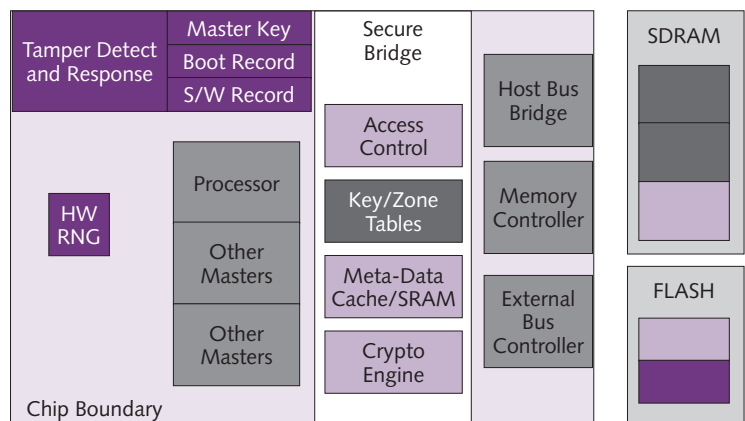 Tamper Detect
and Response
Master Key
Boot Record
S/W Record
HW
RNG
Processor
Other
Masters
Other
Masters
Chip Boundary
Secure
Bridge
Access
Control
Key/Zone
Tables
Meta-Data
Cache/SRAM
Crypto
Engine
Host Bus
Bridge
Memory
Controller
External
Bus
Controller
SDRAM
FLASH